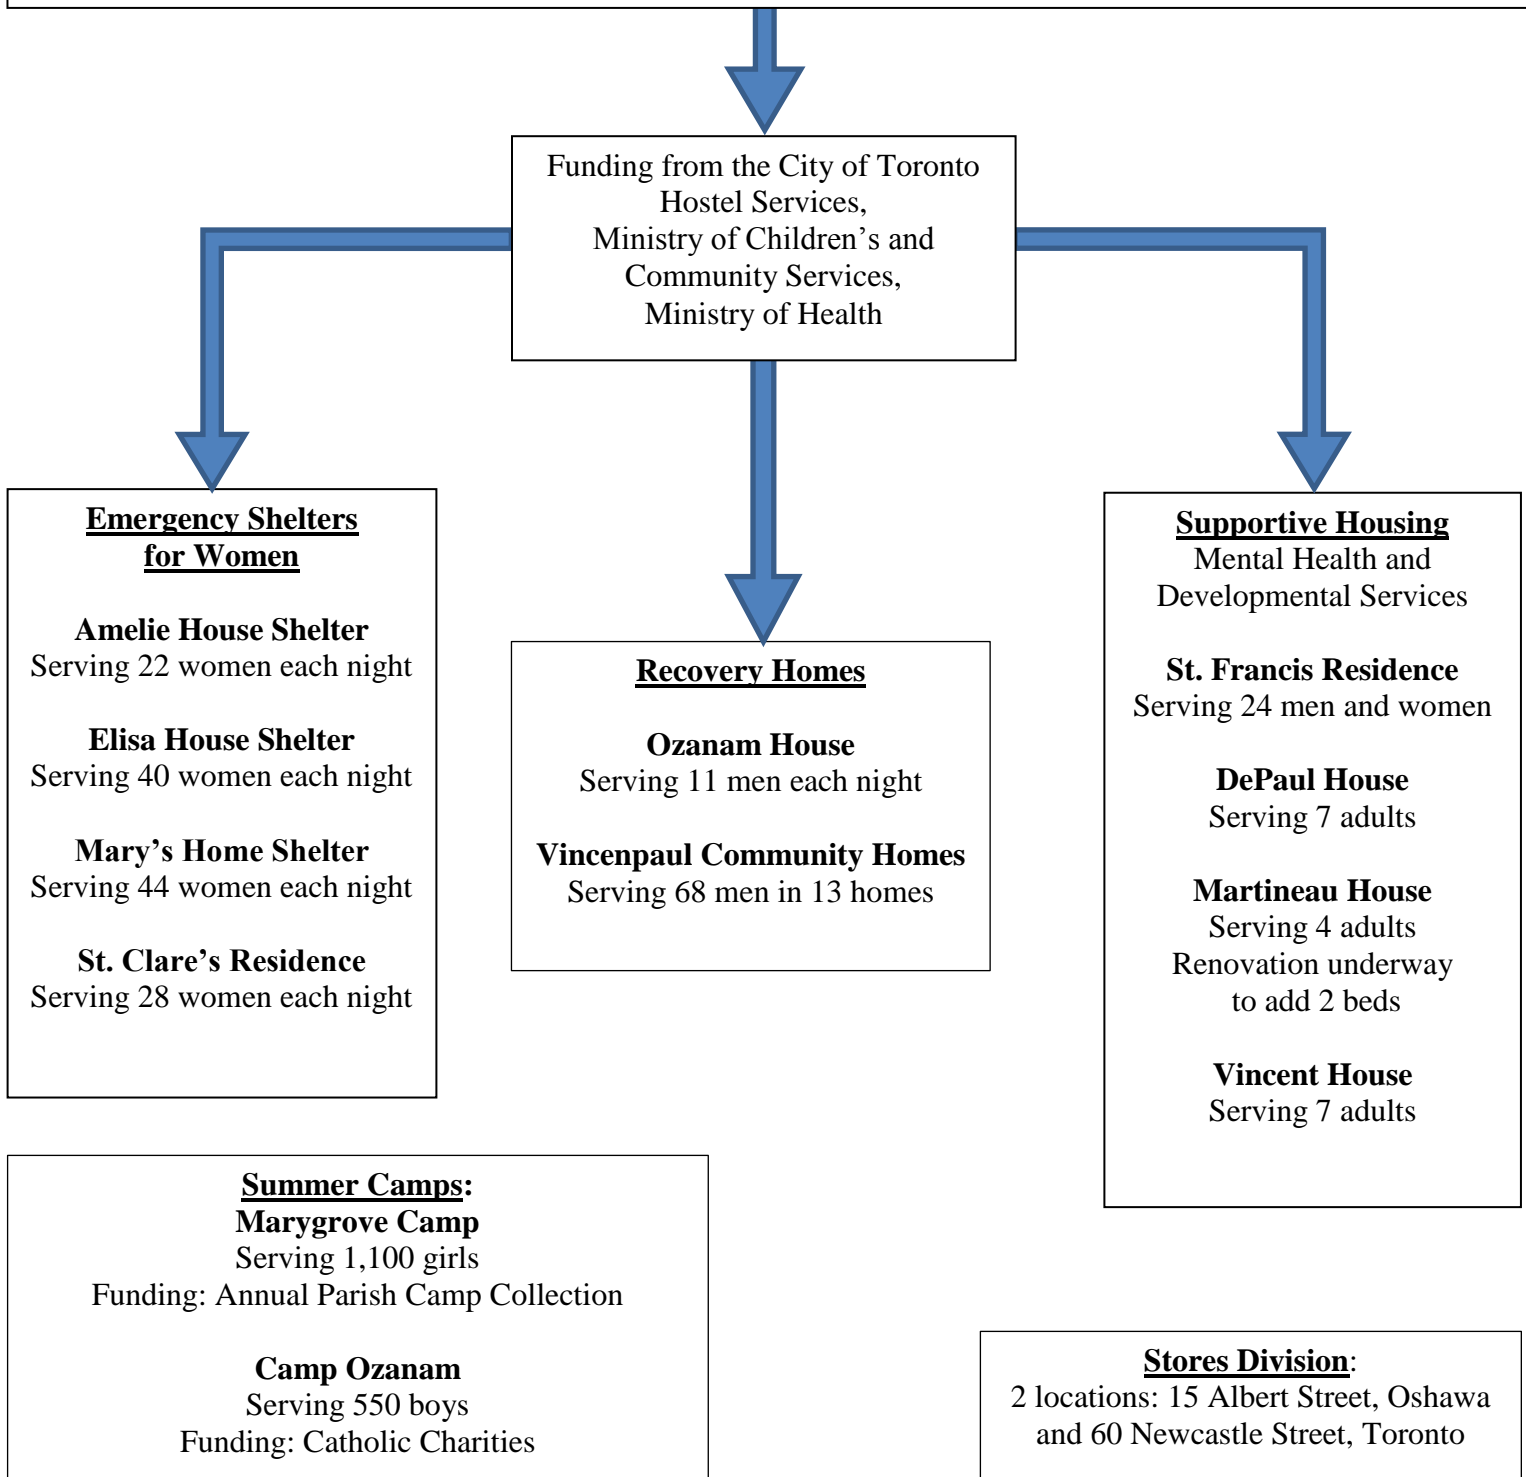 Funding from the City of Toronto
Hostel Services,
Ministry of Children’s and
Community Services,
Ministry of Health
Emergency Shelters
for Women
Amelie House Shelter
Serving 22 women each night
Elisa House Shelter
Serving 40 women each night
Mary’s Home Shelter
Serving 44 women each night
St. Clare’s Residence
Serving 28 women each night
Recovery Homes
Ozanam House
Serving 11 men each night
Vincenpaul Community Homes
Serving 68 men in 13 homes
Supportive Housing
Mental Health and
Developmental Services
St. Francis Residence
Serving 24 men and women
DePaul House
Serving 7 adults
Martineau House
Serving 4 adults
Renovation underway
to add 2 beds
Vincent House
Serving 7 adults
Summer Camps:
Marygrove Camp
Serving 1,100 girls
Funding: Annual Parish Camp Collection
Camp Ozanam
Serving 550 boys
Funding: Catholic Charities
Stores Division:
2 locations: 15 Albert Street, Oshawa
and 60 Newcastle Street, Toronto